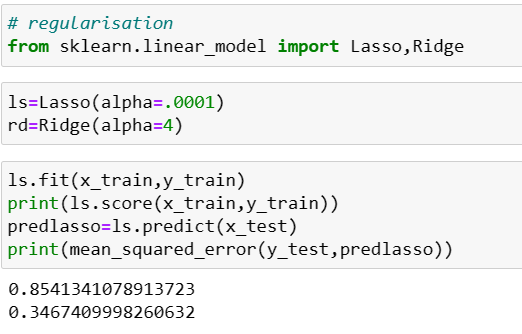 # regularisation
from sklearn.linear_model import Lasso,Ridge
ls=Lasso(alpha=.0001)
rd=Ridge(alpha=4)
ls.fit(x_train,y_train)
print(ls.score(x_train,y_train))
predlasso=ls.predict(x_test)
print(mean_squared_error(y_test,predlasso))
0.8541341078913723
0.3467409998260632